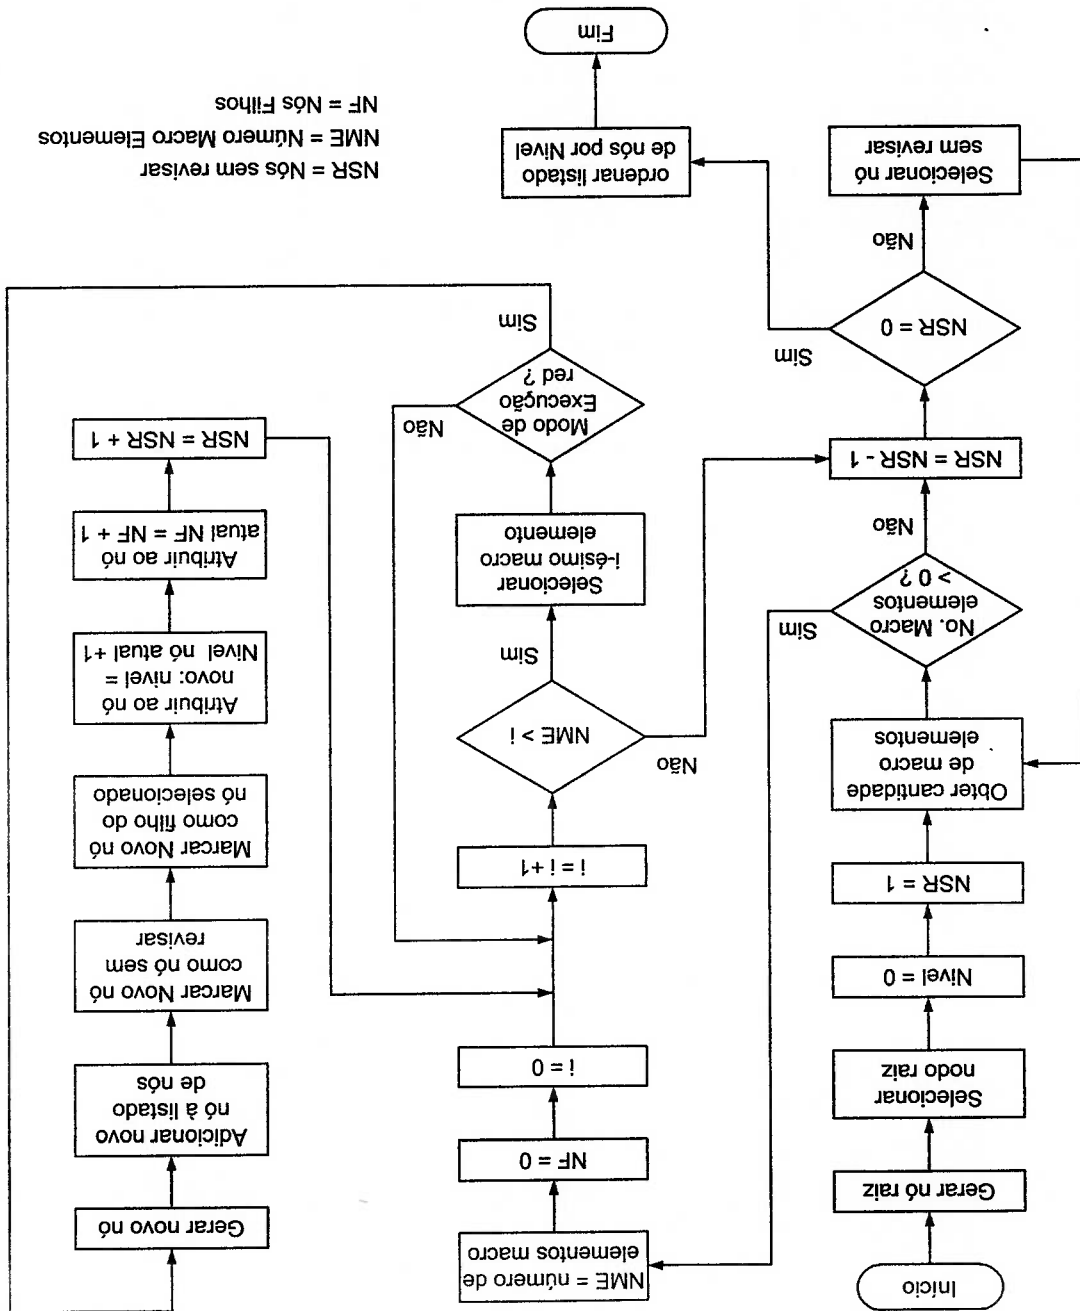 Início
Gerar nó raiz
Selecionar
nodo raiz
Nivel = 0
NSR = 1
Obter cantidade
de macro
elementos
No. Macro
elementos
> 0 ?
Sim
Não
NSR = NSR - 1
NSR = 0
Sim
Não
Selecionar nó
sem revisar
ordenar listado
de nós por Nivel
Fim
NME = número de
elementos macro
NF = 0
i = 0
i = i +1
NME > i
Não
Sim
Selecionar
i-ésimo macro
elemento
Modo de
Execução
red ?
Não
Sim
Gerar novo nó
Adicionar novo
nó à listado
de nós
Marcar Novo nó
como nó sem
revisar
Marcar Novo nó
como filho do
nó selecionado
Atribuir ao nó
novo: nivel =
Nivel nó atual +1
Atribuir ao nó
atual NF = NF + 1
NSR = NSR + 1
NSR = Nós sem revisar
NME = Número Macro Elementos
NF = Nós Filhos